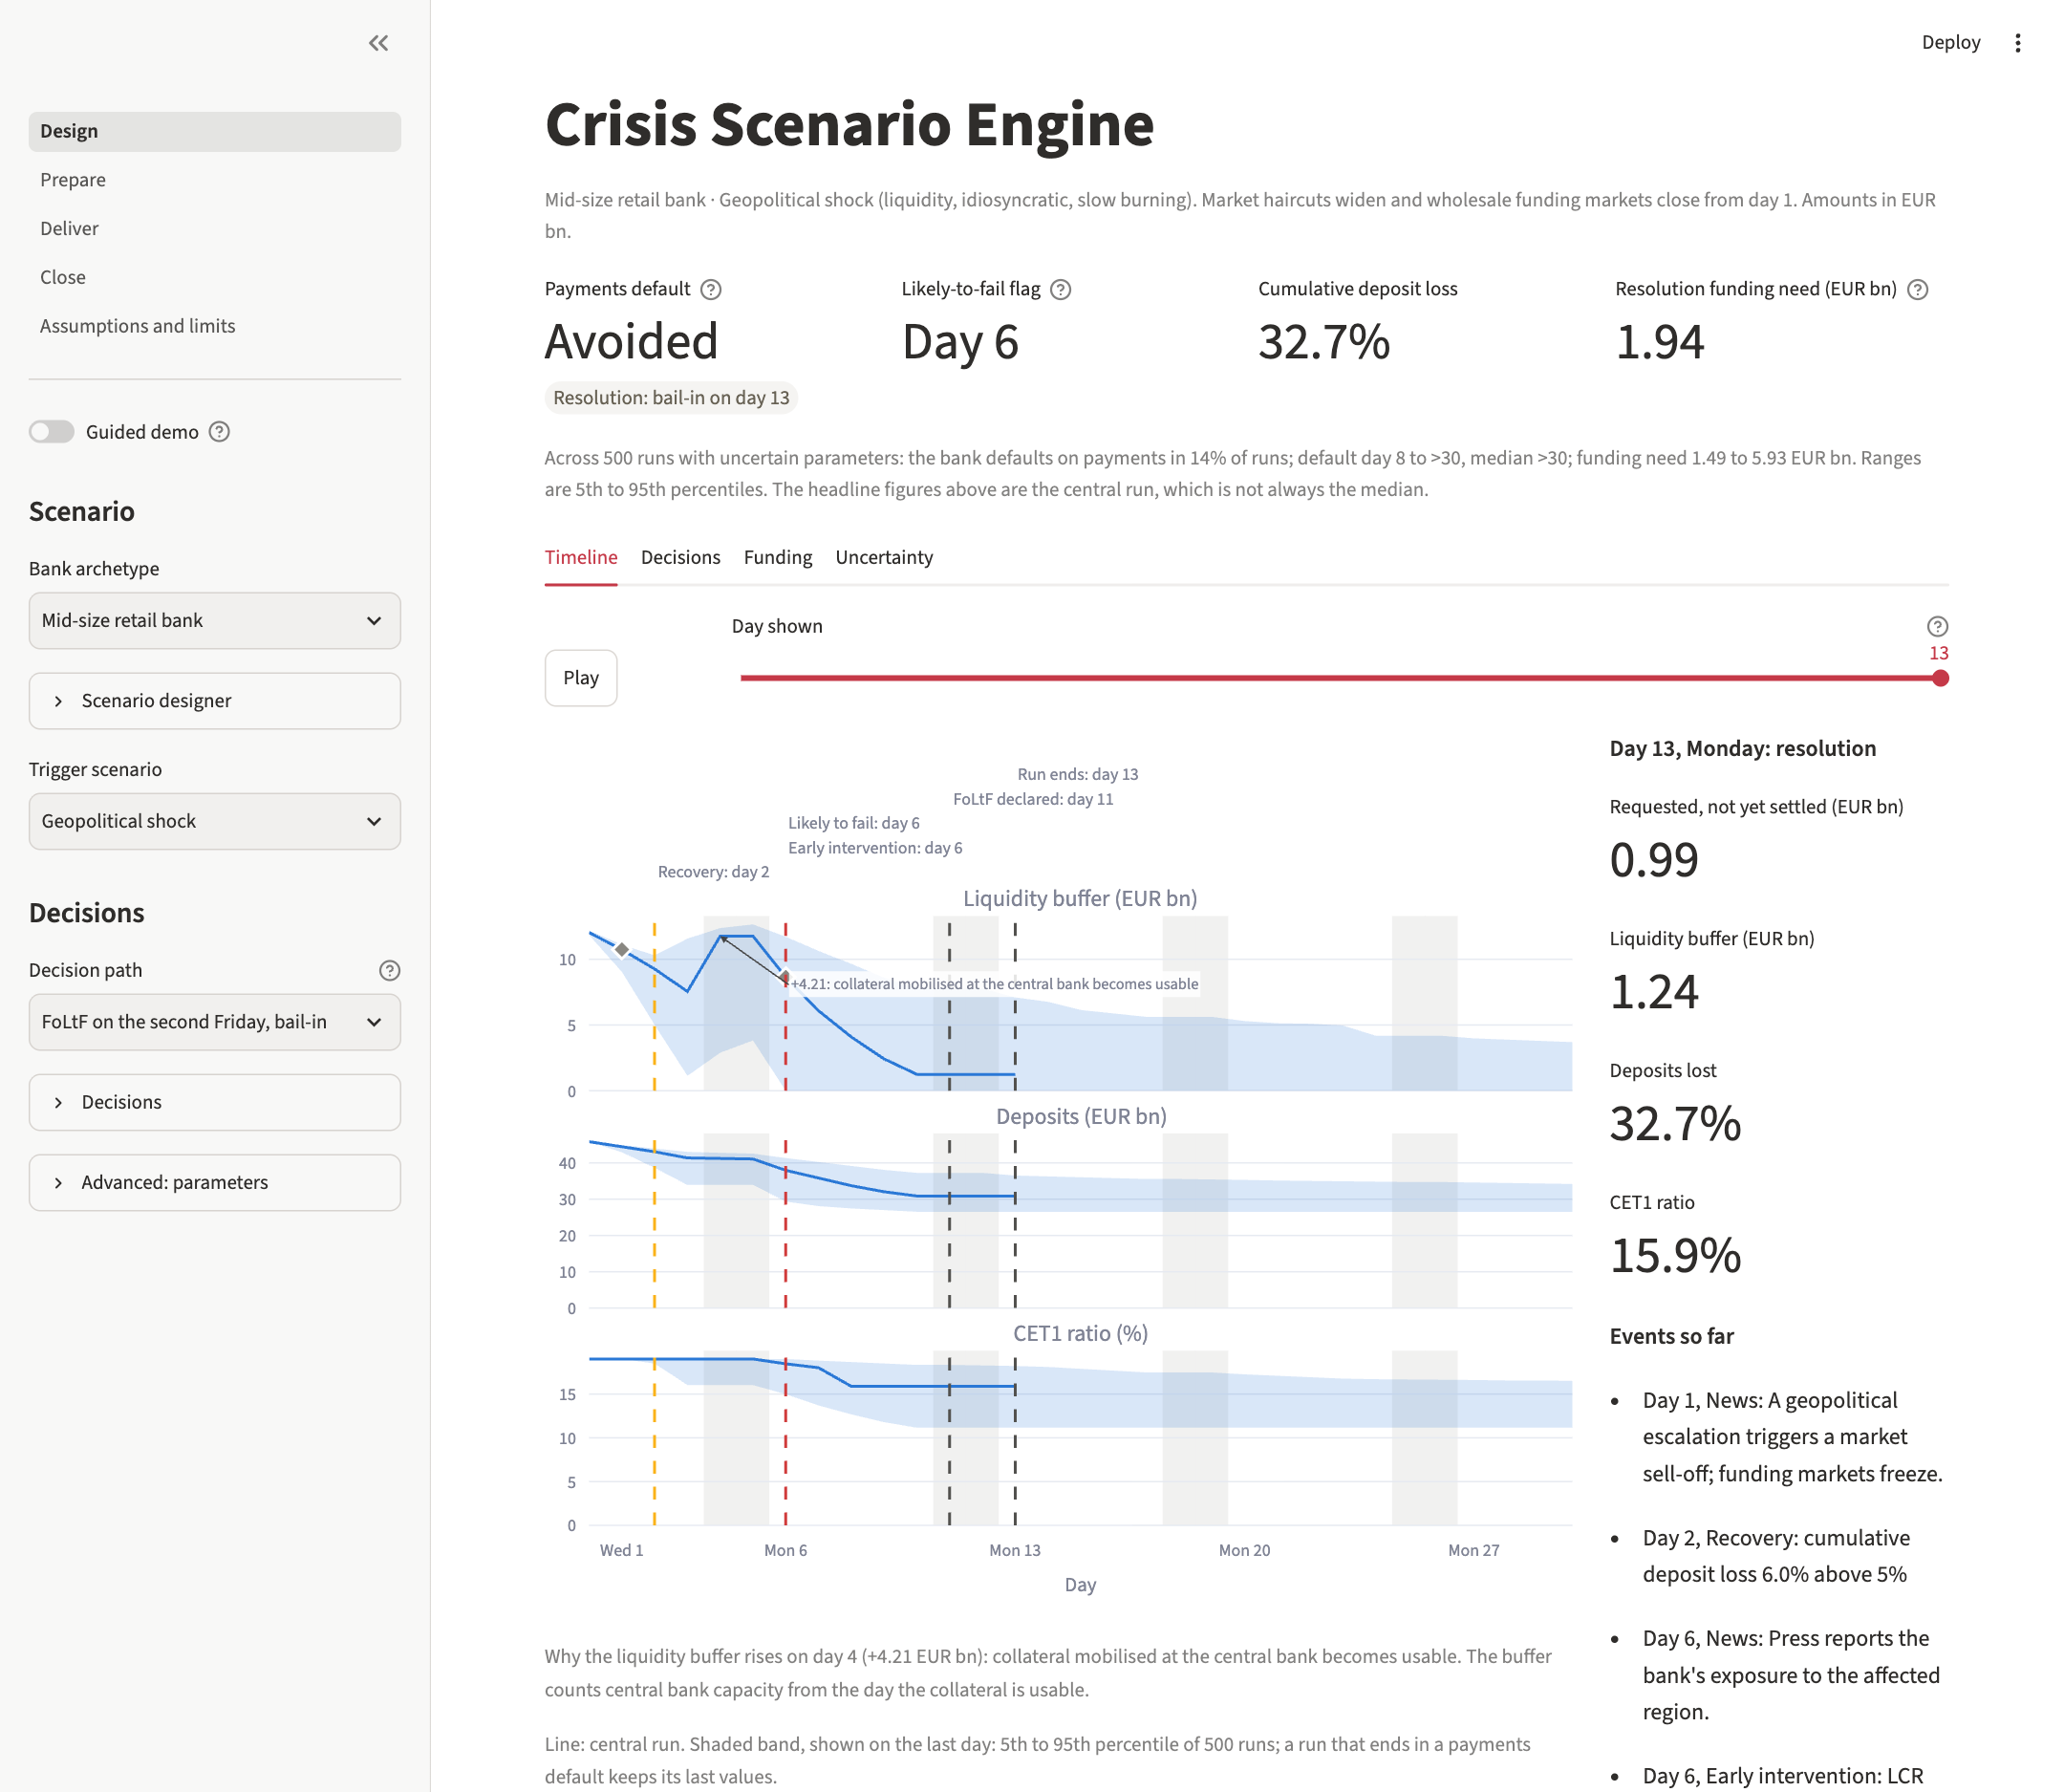 Deploy
Design
Prepare
Deliver
Close
Assumptions and limits
Guided demo
Scenario
Bank archetype
Mid-size retail bank
Scenario designer
Trigger scenario
Geopolitical shock
Decisions
Decision path
FoLtF on the second Friday, bail-in
Decisions
Advanced: parameters
Crisis Scenario Engine
Mid-size retail bank · Geopolitical shock (liquidity, idiosyncratic, slow burning). Market haircuts widen and wholesale funding markets close from day 1. Amounts in EUR
bn.
Payments default
Avoided
Resolution: bail-in on day 13
Likely-to-fail flag
Day 6
Cumulative deposit loss
32.7%
Resolution funding need (EUR bn)
1.94
Across 500 runs with uncertain parameters: the bank defaults on payments in 14% of runs; default day 8 to >30, median >30; funding need 1.49 to 5.93 EUR bn. Ranges
are 5th to 95th percentiles. The headline figures above are the central run, which is not always the median.
Timeline Decisions Funding Uncertainty
Day shown
13
Play
Run ends: day 13
FoLtF declared: day 11
Likely to fail: day 6
Early intervention: day 6
Recovery: day 2
Liquidity buffer (EUR bn)
10
5
0
+4.21: collateral mobilised at the central bank becomes usable
Deposits (EUR bn)
40
30
20
10
0
CET1 ratio (%)
15
10
5
0
Wed 1 Mon 6 Mon 13 Mon 20 Mon 27
Day
Why the liquidity buffer rises on day 4 (+4.21 EUR bn): collateral mobilised at the central bank becomes usable. The buffer
counts central bank capacity from the day the collateral is usable.
Line: central run. Shaded band, shown on the last day: 5th to 95th percentile of 500 runs; a run that ends in a payments
default keeps its last values.
Day 13, Monday: resolution
Requested, not yet settled (EUR bn)
0.99
Liquidity buffer (EUR bn)
1.24
Deposits lost
32.7%
CET1 ratio
15.9%
Events so far
Day 1, News: A geopolitical
escalation triggers a market
sell-off; funding markets freeze.
Day 2, Recovery: cumulative
deposit loss 6.0% above 5%
Day 6, News: Press reports the
bank's exposure to the affected
region.
Day 6, Early intervention: LCR